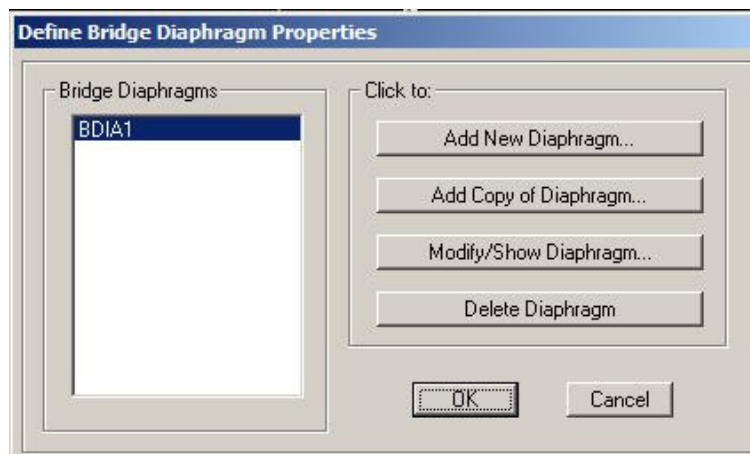 Define Bridge Diaphragm Properties
Bridge Diaphragms
BDIA1
Click to:
Add New Diaphragm...
Add Copy of Diaphragm...
Modify/Show Diaphragm...
Delete Diaphragm
OK
Cancel